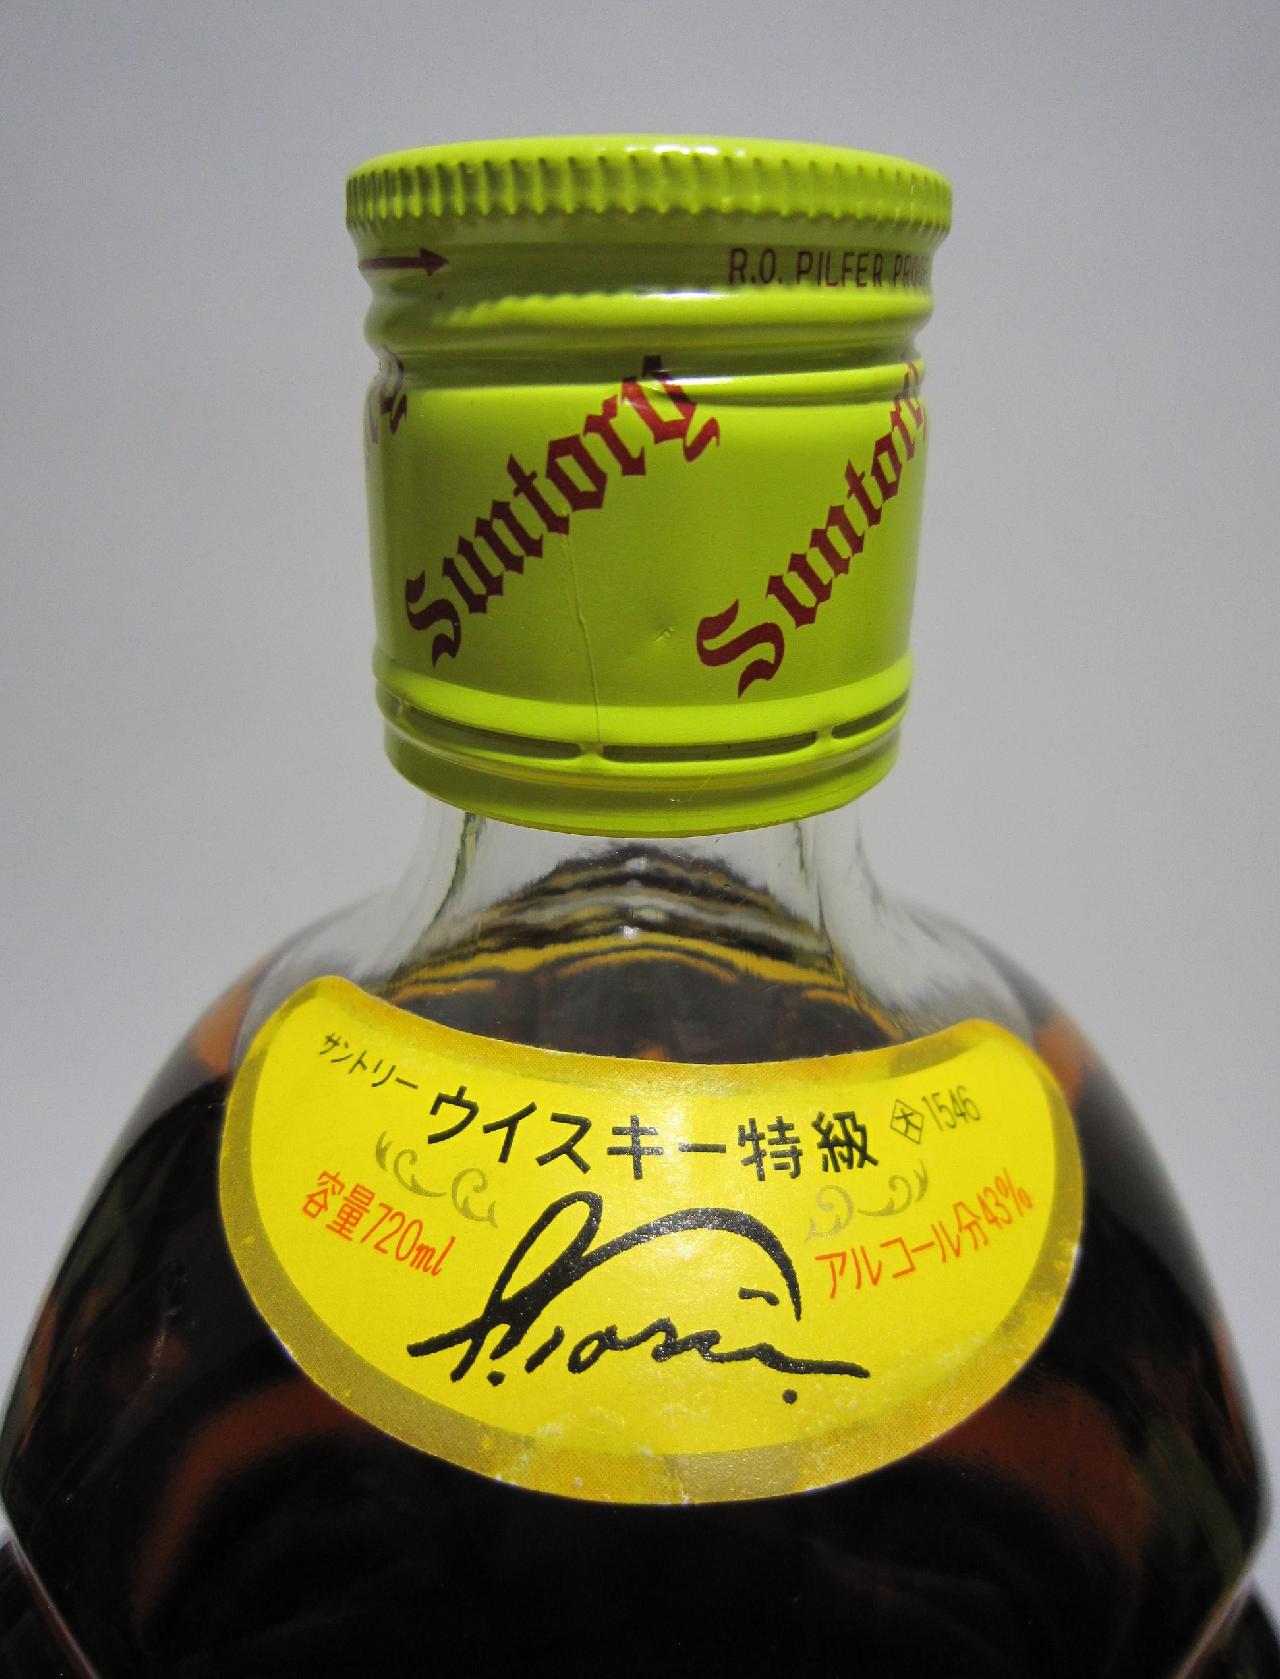 R.O. PILFER PROOF
Suntory
Suntory
サントリー
ウイスキー特級
1546
容量720ml
アルコール分43%